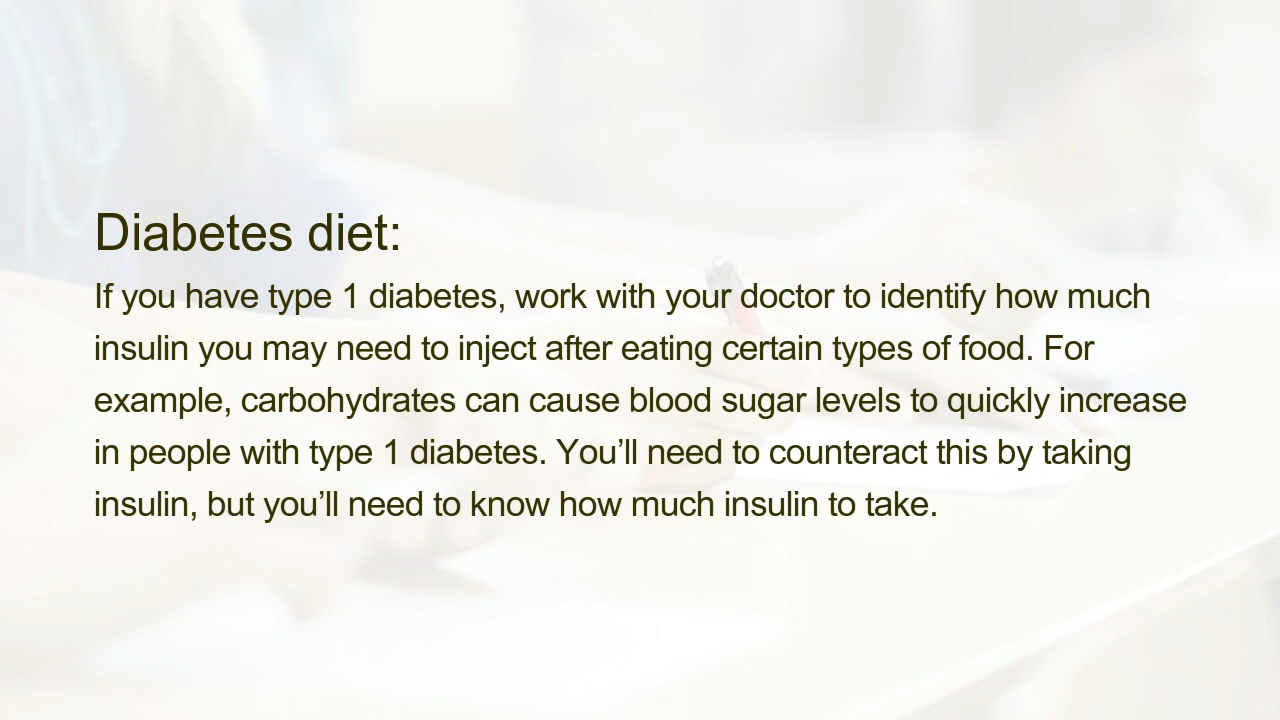 Diabetes diet:
If you have type 1 diabetes, work with your doctor to identify how much
insulin you may need to inject after eating certain types of food. For
example, carbohydrates can cause blood sugar levels to quickly increase
in people with type 1 diabetes. You’ll need to counteract this by taking
insulin, but you’ll need to know how much insulin to take.